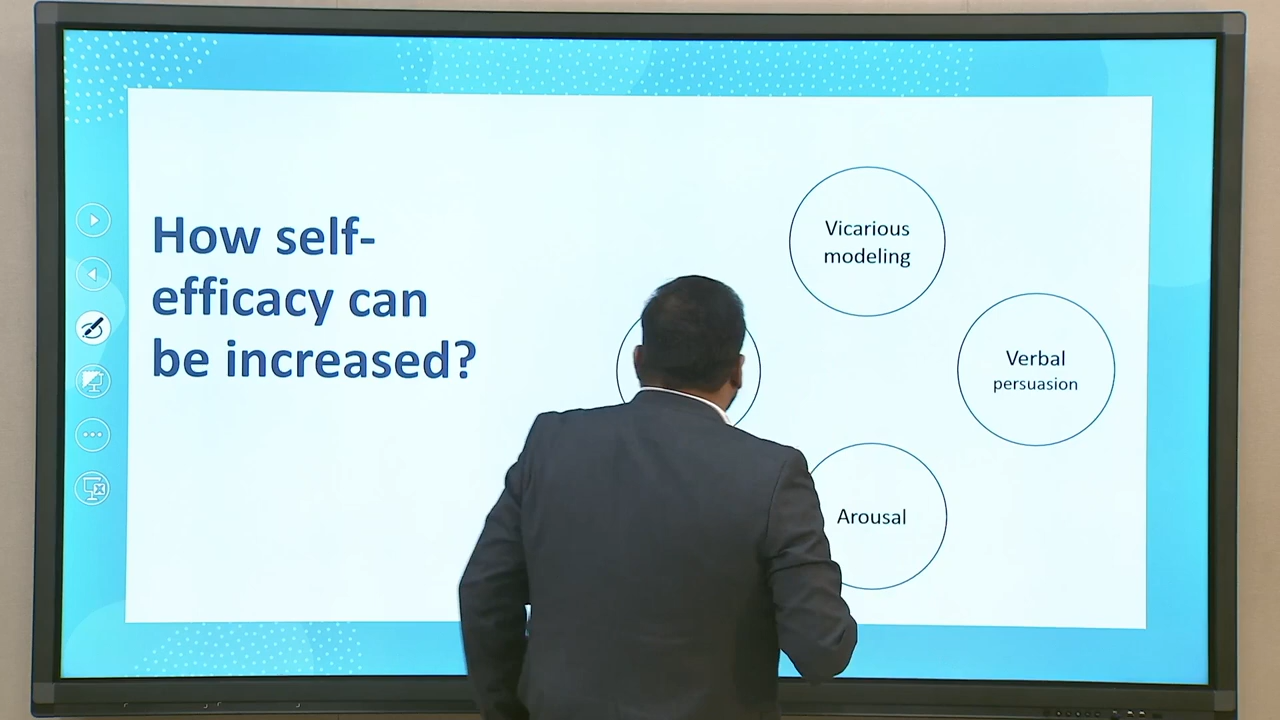 How self-
efficacy can
be increased?
Vicarious
modeling
Verbal
persuasion
Arousal